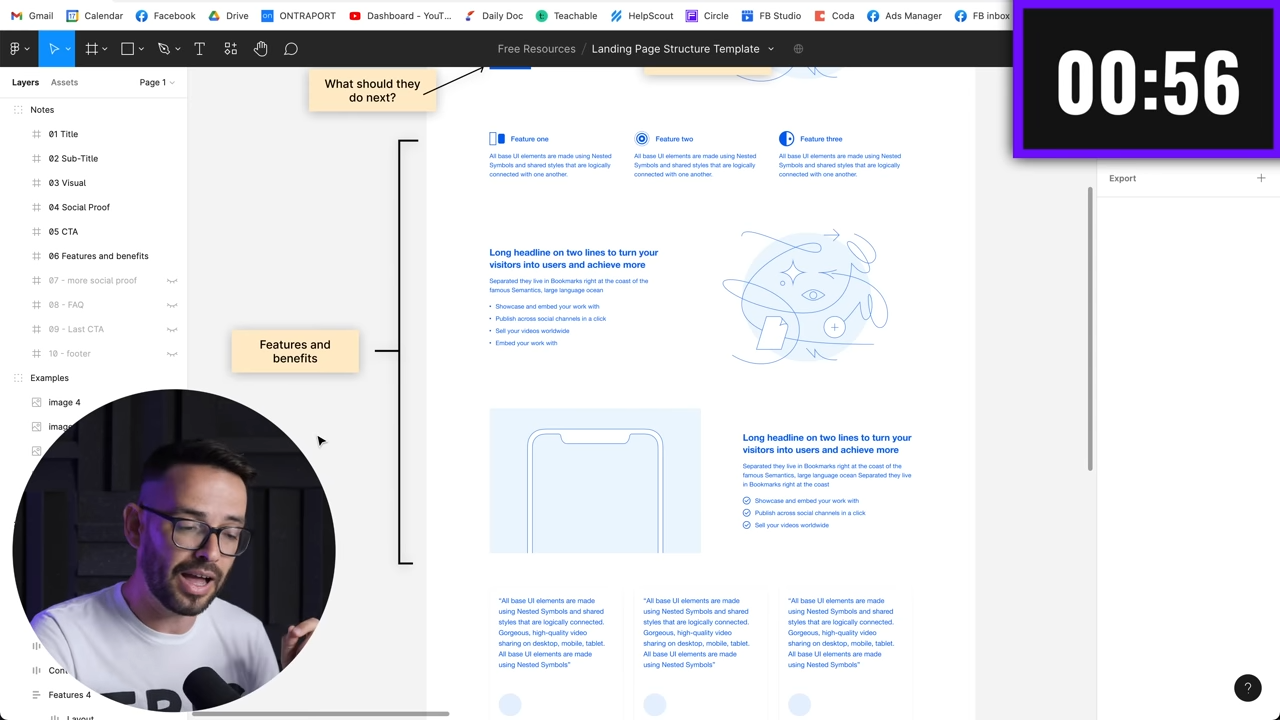 Gmail
Calendar
Facebook
Drive
ONTRAPORT
Dashboard - YouT...
Daily Doc
Teachable
HelpScout
Circle
FB Studio
Coda
Ads Manager
FB inbox
Free Resources / Landing Page Structure Template
00:56
Layers
Assets
Page 1
Export
Notes
01 Title
02 Sub-Title
03 Visual
04 Social Proof
05 CTA
06 Features and benefits
07 - more social proof
08 - FAQ
09 - Last CTA
10 - footer
Examples
image 4
Features 4
Layout
What should they
do next?
Features and
benefits
Feature one
All base UI elements are made using Nested
Symbols and shared styles that are logically
connected with one another.
Feature two
All base UI elements are made using Nested
Symbols and shared styles that are logically
connected with one another.
Feature three
All base UI elements are made using Nested
Symbols and shared styles that are logically
connected with one another.
Long headline on two lines to turn your
visitors into users and achieve more
Separated they live in Bookmarks right at the coast of the
famous Semantics, large language ocean
• Showcase and embed your work with
• Publish across social channels in a click
• Sell your videos worldwide
• Embed your work with
Long headline on two lines to turn your
visitors into users and achieve more
Separated they live in Bookmarks right at the coast of the
famous Semantics, large language ocean Separated they live
in Bookmarks right at the coast
Showcase and embed your work with
Publish across social channels in a click
Sell your videos worldwide
“All base UI elements are made
using Nested Symbols and shared
styles that are logically connected.
Gorgeous, high-quality video
sharing on desktop, mobile, tablet.
All base UI elements are made
using Nested Symbols”
“All base UI elements are made
using Nested Symbols and shared
styles that are logically connected.
Gorgeous, high-quality video
sharing on desktop, mobile, tablet.
All base UI elements are made
using Nested Symbols”
“All base UI elements are made
using Nested Symbols and shared
styles that are logically connected.
Gorgeous, high-quality video
sharing on desktop, mobile, tablet.
All base UI elements are made
using Nested Symbols”
?